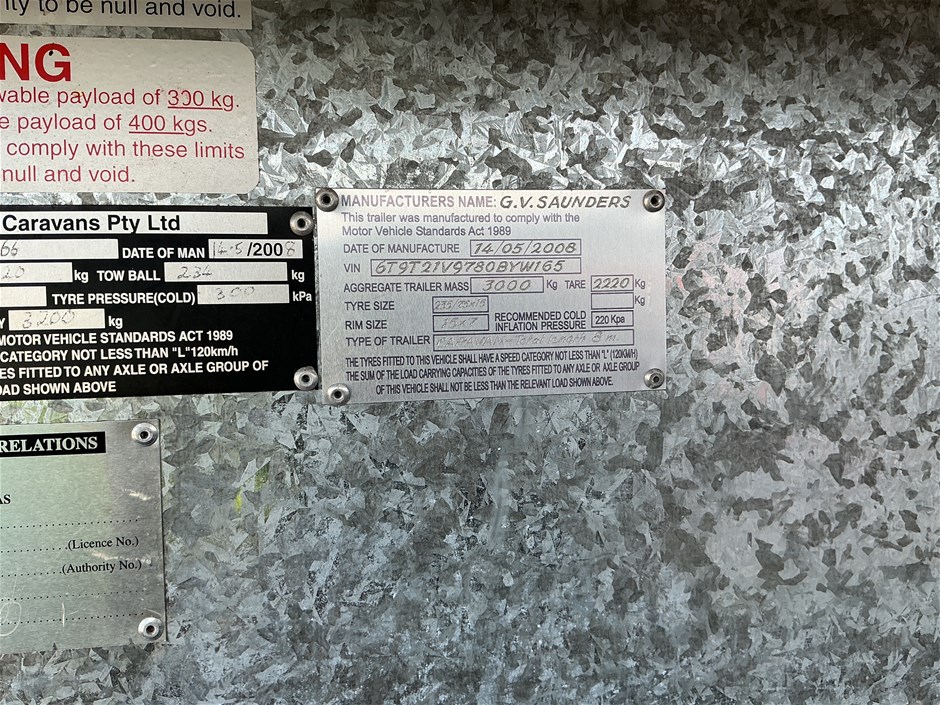 ity to be null and void.
NG
wable payload of 300 kg.
e payload of 400 kgs.
comply with these limits
null and void.
Caravans Pty Ltd
66 DATE OF MAN 14·5/2008
20 kg TOW BALL 234 kg
TYRE PRESSURE(COLD) 300 kPa
Y 3200 kg
MOTOR VEHICLE STANDARDS ACT 1989
CATEGORY NOT LESS THAN "L"120km/h
ES FITTED TO ANY AXLE OR AXLE GROUP OF
OAD SHOWN ABOVE
MANUFACTURERS NAME: G.V. SAUNDERS
This trailer was manufactured to comply with the
Motor Vehicle Standards Act 1989
DATE OF MANUFACTURE 14/05/2008
VIN 6T9T21V9780BYW165
AGGREGATE TRAILER MASS 3000 Kg TARE 2220 Kg
Kg
TYRE SIZE
RIM SIZE 15x7 RECOMMENDED COLD INFLATION PRESSURE 220 Kpa
TYPE OF TRAILER
THE TYRES FITTED TO THIS VEHICLE SHALL HAVE A SPEED CATEGORY NOT LESS THAN "L" (120KM/H)
THE SUM OF THE LOAD CARRYING CAPACITIES OF THE TYRES FITTED TO ANY AXLE OR AXLE GROUP
OF THIS VEHICLE SHALL NOT BE LESS THAN THE RELEVANT LOAD SHOWN ABOVE.
RELATIONS
AS
(Licence No.)
(Authority No.)